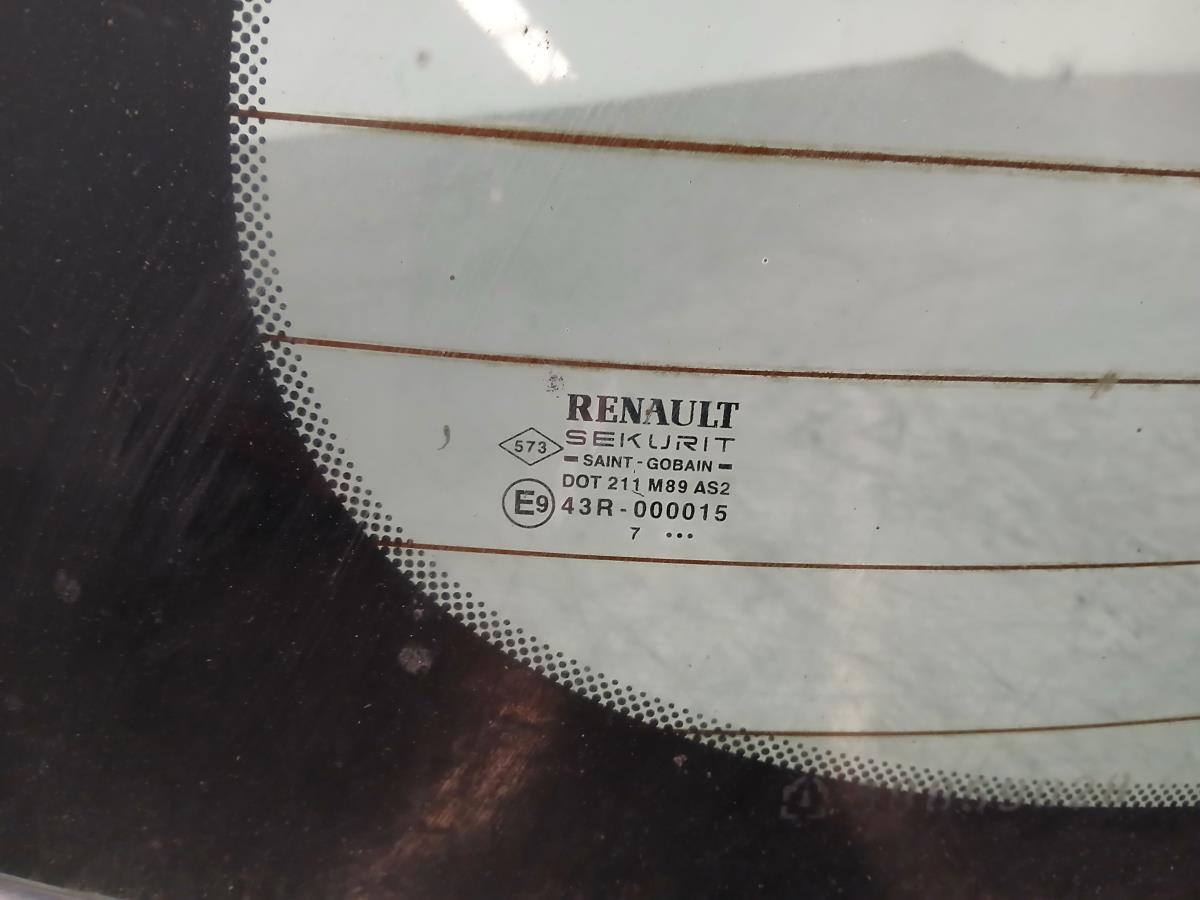 RENAULT
573
SEKURIT
SAINT-GOBAIN
DOT 211 M89 AS2
E9 43R-000015
7 •••